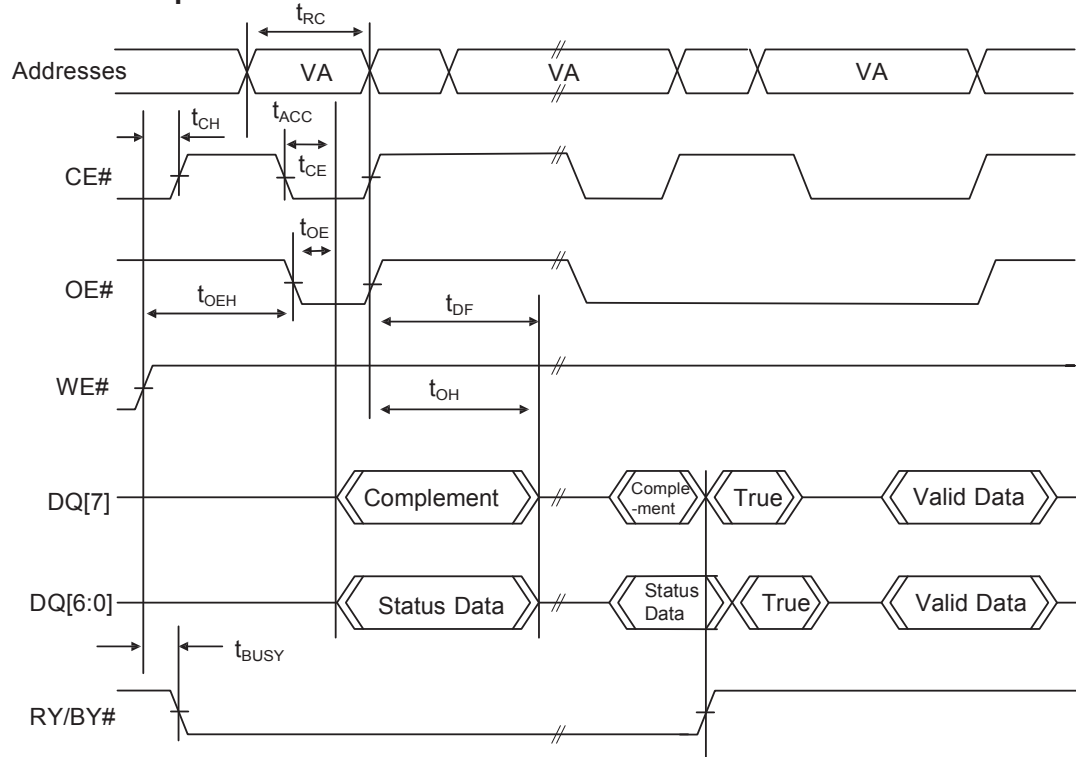 tRC
Addresses VA VA VA
tCH tACC
CE# tCE
tOE
OE# tOEH tDF
WE# tOH
DQ[7] Complement Comple-ment True Valid Data
DQ[6:0] Status Data Status Data True Valid Data
tBUSY
RY/BY#